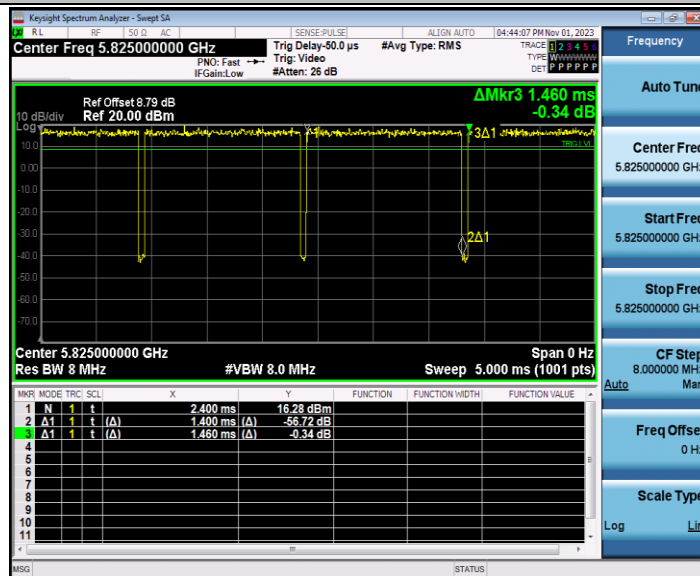 Keysight Spectrum Analyzer - Swept SA
RL RF 50 Ω AC SENSE:PULSE ALIGN AUTO 04:44:07 PM Nov 01, 2023
Center Freq 5.825000000 GHz
PNO: Fast
IFGain:Low
Trig Delay-50.0 µs
Trig: Video
#Atten: 26 dB
#Avg Type: RMS
TRACE 1 2 3 4 5 6
TYPE WWWWWW
DET P P P P P P
ΔMkr3 1.460 ms
-0.34 dB
Ref Offset 8.79 dB
10 dB/div Ref 20.00 dBm
Log
10.0
0.00
-10.0
-20.0
-30.0
-40.0
-50.0
-60.0
-70.0
1
3Δ1
TRIG LVL
2Δ1
Center 5.825000000 GHz Span 0 Hz
Res BW 8 MHz #VBW 8.0 MHz Sweep 5.000 ms (1001 pts)
MKR MODE TRC SCL X Y FUNCTION FUNCTION WIDTH FUNCTION VALUE
1 N 1 t 2.400 ms 16.28 dBm
2 Δ1 1 t (Δ) 1.400 ms (Δ) -56.72 dB
3 Δ1 1 t (Δ) 1.460 ms (Δ) -0.34 dB
4
5
6
7
8
9
10
11
MSG STATUS
Frequency
Auto Tune
Center Freq
5.825000000 GHz
Start Freq
5.825000000 GHz
Stop Freq
5.825000000 GHz
CF Step
8.000000 MHz
Auto Man
Freq Offset
0 Hz
Scale Type
Log Lin